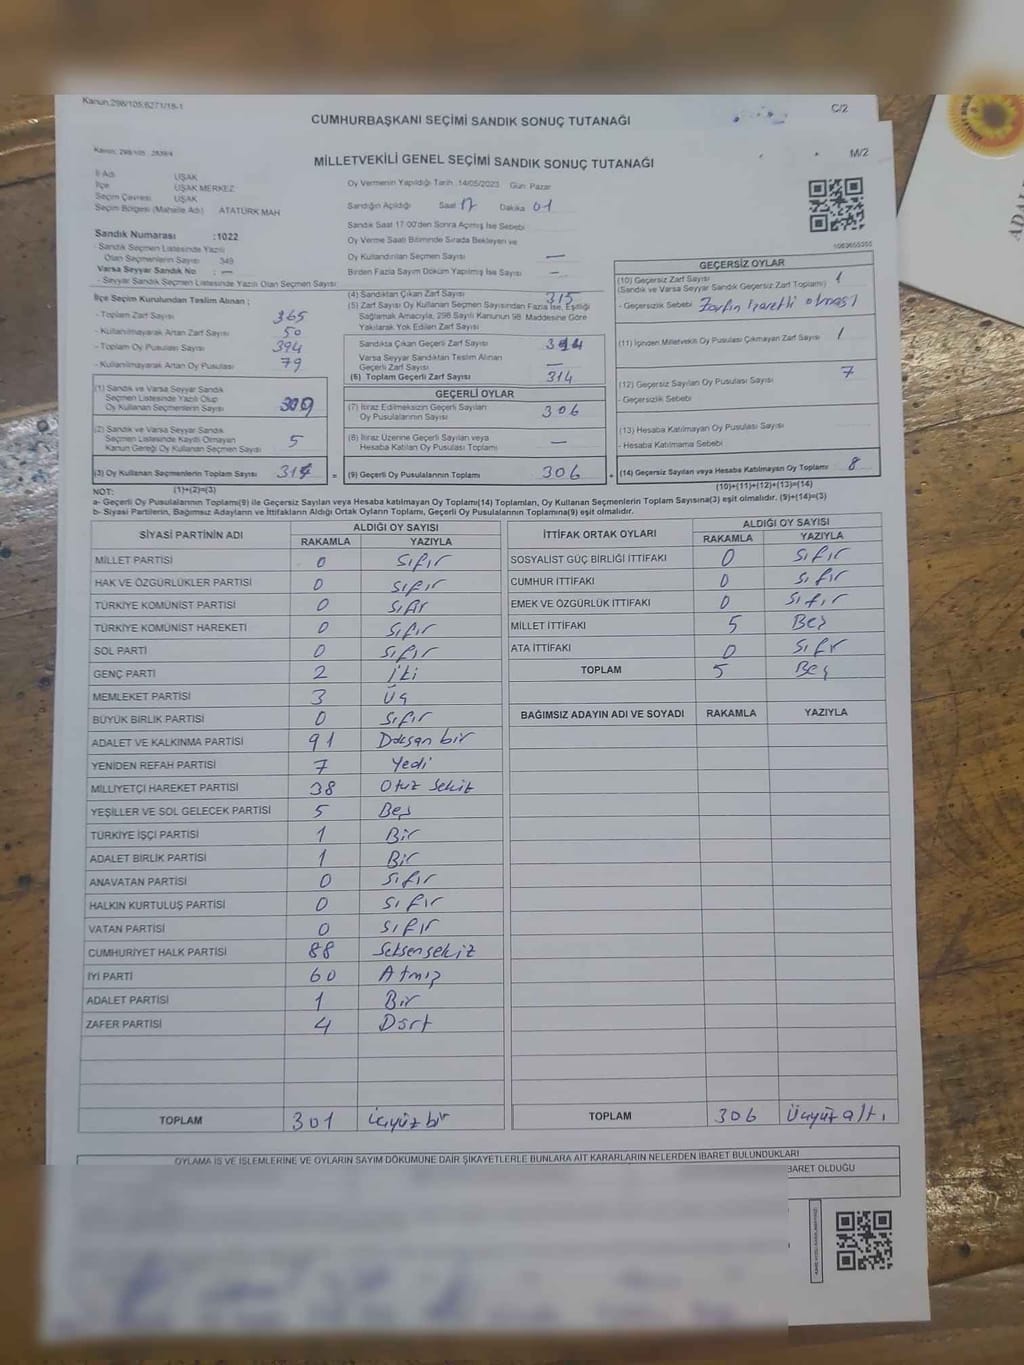 Kanun:298/105;6271/18-1
C/2
CUMHURBAŞKANI SEÇİMİ SANDIK SONUÇ TUTANAĞI
Kanun: 298/105 ; 2839/4
M/2
MİLLETVEKİLİ GENEL SEÇİMİ SANDIK SONUÇ TUTANAĞI
İl Adı UŞAK
İlçe UŞAK MERKEZ
Seçim Çevresi UŞAK
Seçim Bölgesi (Mahalle Adı) ATATÜRK MAH
Sandık Numarası :1022
- Sandık Seçmen Listesinde Yazılı
Olan Seçmenlerin Sayısı 349
Varsa Seyyar Sandık No : —
- Seyyar Sandık Seçmen Listesinde Yazılı Olan Seçmen Sayısı
Oy Vermenin Yapıldığı Tarih :14/05/2023 Gün: Pazar
Sandığın Açıldığı Saat 17 Dakika 01
Sandık Saat 17:00'den Sonra Açılmış İse Sebebi
Oy Verme Saati Bitiminde Sırada Bekleyen ve
Oy Kullandırılan Seçmen Sayısı —
Birden Fazla Sayım Döküm Yapılmış İse Sayısı —
İlçe Seçim Kurulundan Teslim Alınan ;
- Toplam Zarf Sayısı 365
- Kullanılmayarak Artan Zarf Sayısı 50
- Toplam Oy Pusulası Sayısı 394
- Kullanılmayarak Artan Oy Pusulası 79
(1) Sandık ve Varsa Seyyar Sandık
Seçmen Listesinde Yazılı Olup
Oy Kullanan Seçmenlerin Sayısı
(2) Sandık ve Varsa Seyyar Sandık
Seçmen Listesinde Kayıtlı Olmayan
Kanun Gereği Oy Kullanan Seçmen Sayısı 5
(3) Oy Kullanan Seçmenlerin Toplam Sayısı =
(1)+(2)=(3)
(4) Sandıktan Çıkan Zarf Sayısı 315
(5) Zarf Sayısı Oy Kullanan Seçmen Sayısından Fazla İse, Eşitliği
Sağlamak Amacıyla, 298 Sayılı Kanunun 98. Maddesine Göre
Yakılarak Yok Edilen Zarf Sayısı
Sandıkta Çıkan Geçerli Zarf Sayısı 314
Varsa Seyyar Sandıktan Teslim Alınan
Geçerli Zarf Sayısı —
(6) Toplam Geçerli Zarf Sayısı 314
GEÇERLİ OYLAR
(7) İtiraz Edilmeksizin Geçerli Sayılan
Oy Pusulalarının Sayısı 306
(8) İtiraz Üzerine Geçerli Sayılan veya
Hesaba Katılan Oy Pusulası Toplamı —
(9) Geçerli Oy Pusulalarının Toplamı 306 +
1063655355
GEÇERSİZ OYLAR
(10) Geçersiz Zarf Sayısı 1
(Sandık ve Varsa Seyyar Sandık Geçersiz Zarf Toplamı)
- Geçersizlik Sebebi Zarfın işaretli olması
(11) İçinden Milletvekili Oy Pusulası Çıkmayan Zarf Sayısı 1
(12) Geçersiz Sayılan Oy Pusulası Sayısı 7
- Geçersizlik Sebebi
(13) Hesaba Katılmayan Oy Pusulası Sayısı
- Hesaba Katılmama Sebebi
(14) Geçersiz Sayılan veya Hesaba Katılmayan Oy Toplamı 8
(10)+(11)+(12)+(13)=(14)
NOT:
a- Geçerli Oy Pusulalarının Toplamı(9) ile Geçersiz Sayılan veya Hesaba katılmayan Oy Toplamı(14) Toplamları, Oy Kullanan Seçmenlerin Toplam Sayısına(3) eşit olmalıdır. (9)+(14)=(3)
b- Siyasi Partilerin, Bağımsız Adayların ve İttifakların Aldığı Ortak Oyların Toplamı, Geçerli Oy Pusulalarının Toplamına(9) eşit olmalıdır.
SİYASİ PARTİNİN ADI ALDIĞI OY SAYISI
RAKAMLA YAZIYLA
MİLLET PARTİSİ 0 Sıfır
HAK VE ÖZGÜRLÜKLER PARTİSİ 0 Sıfır
TÜRKİYE KOMÜNİST PARTİSİ 0 Sıfır
TÜRKİYE KOMÜNİST HAREKETİ 0 Sıfır
SOL PARTİ 0 Sıfır
GENÇ PARTİ 2 İki
MEMLEKET PARTİSİ 3 Üç
BÜYÜK BİRLİK PARTİSİ 0 Sıfır
ADALET VE KALKINMA PARTİSİ 91 Doksan bir
YENİDEN REFAH PARTİSİ 7 Yedi
MİLLİYETÇİ HAREKET PARTİSİ 38 Otuz Sekiz
YEŞİLLER VE SOL GELECEK PARTİSİ 5 Beş
TÜRKİYE İŞÇİ PARTİSİ 1 Bir
ADALET BİRLİK PARTİSİ 1 Bir
ANAVATAN PARTİSİ 0 Sıfır
HALKIN KURTULUŞ PARTİSİ 0 Sıfır
VATAN PARTİSİ 0 Sıfır
CUMHURİYET HALK PARTİSİ 88 Seksensekiz
İYİ PARTİ 60 Atmış
ADALET PARTİSİ 1 Bir
ZAFER PARTİSİ 4 Dört
TOPLAM 301 Üçyüz bir
İTTİFAK ORTAK OYLARI ALDIĞI OY SAYISI
RAKAMLA YAZIYLA
SOSYALİST GÜÇ BİRLİĞİ İTTİFAKI 0 Sıfır
CUMHUR İTTİFAKI 0 Sıfır
EMEK VE ÖZGÜRLÜK İTTİFAKI 0 Sıfır
MİLLET İTTİFAKI 5 Beş
ATA İTTİFAKI 0 Sıfr
TOPLAM 5 Beş
BAĞIMSIZ ADAYIN ADI VE SOYADI RAKAMLA YAZIYLA
TOPLAM 306 Üçyüz altı
OYLAMA İŞ VE İŞLEMLERİNE VE OYLARIN SAYIM DÖKÜMÜNE DAİR ŞİKAYETLERLE BUNLARA AİT KARARLARIN NELERDEN İBARET BULUNDUKLARI
BARET OLDUĞU